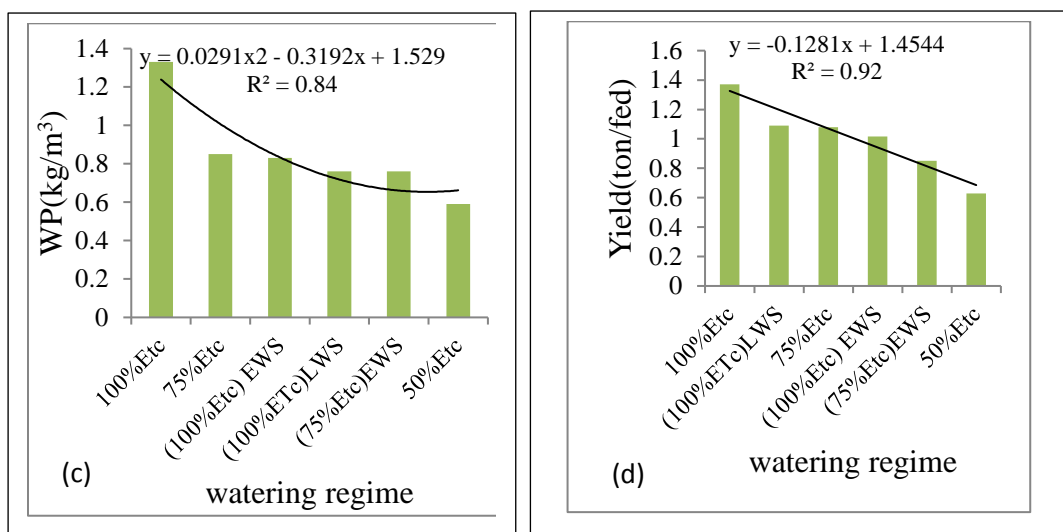 y = 0.0291x2 - 0.3192x + 1.529
R² = 0.84
WP(kg/m³)
1.4
1.2
1
0.8
0.6
0.4
0.2
0
100%Etc
75%Etc
(100%Etc) EWS
(100%ETc)LWS
(75%Etc)EWS
50%Etc
(c)
watering regime
y = -0.1281x + 1.4544
R² = 0.92
Yield(ton/fed)
1.6
1.4
1.2
1
0.8
0.6
0.4
0.2
0
100%Etc
(100%ETc)LWS
75%Etc
(100%Etc) EWS
(75%Etc)EWS
50%Etc
(d)
watering regime